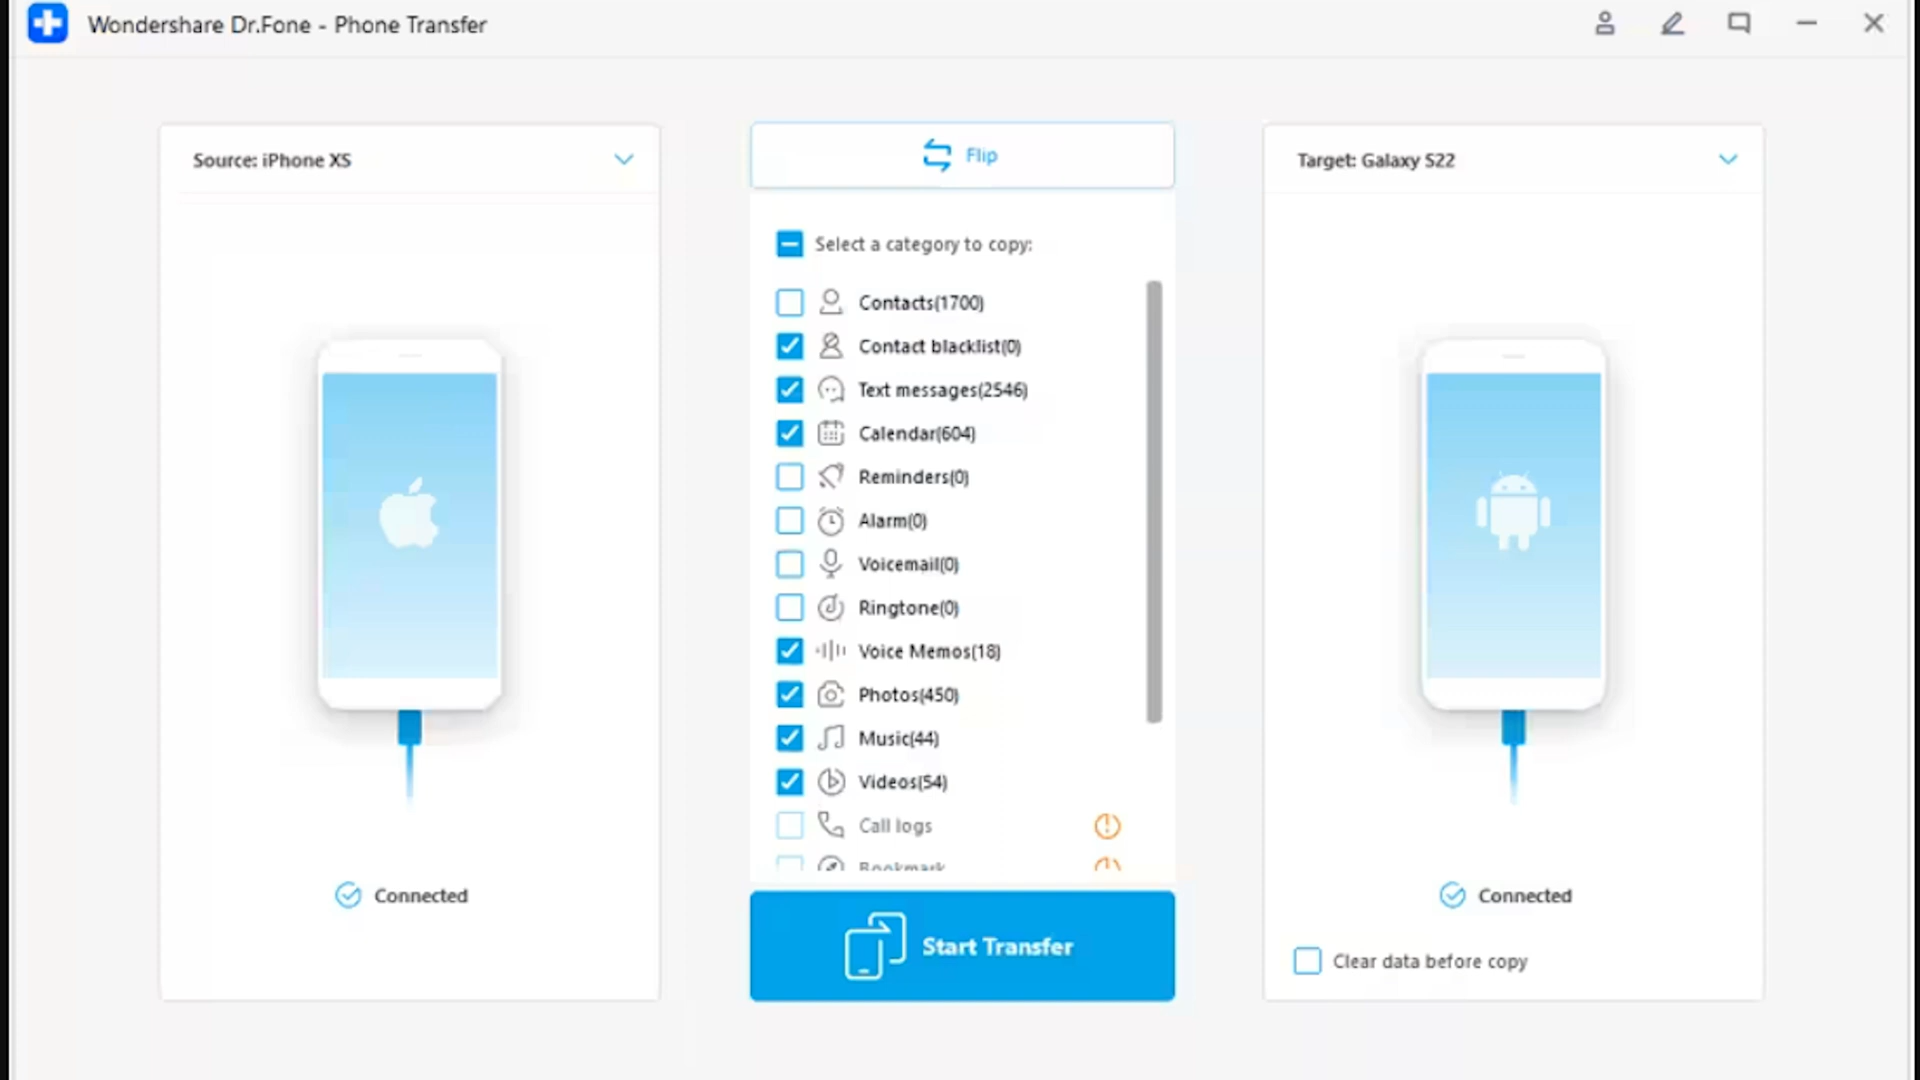 Wondershare Dr.Fone - Phone Transfer
Source: iPhone XS
Flip
Target: Galaxy S22
Select a category to copy:
Contacts(1700)
Contact blacklist(0)
Text messages(2546)
Calendar(604)
Reminders(0)
Alarm(0)
Voicemail(0)
Ringtone(0)
Voice Memos(18)
Photos(450)
Music(44)
Videos(54)
Call logs
Bookmark
Connected
Connected
Start Transfer
Clear data before copy